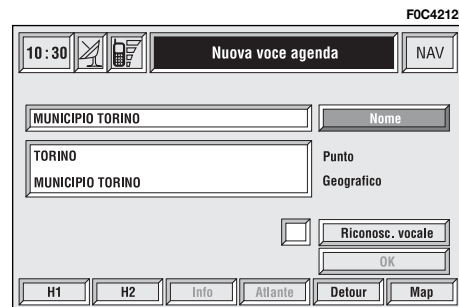 F0C4212
10:30
Nuova voce agenda
NAV
MUNICIPIO TORINO
Nome
TORINO
Punto
MUNICIPIO TORINO
Geografico
Riconosc. vocale
OK
H1 H2 Info Atlante Detour Map